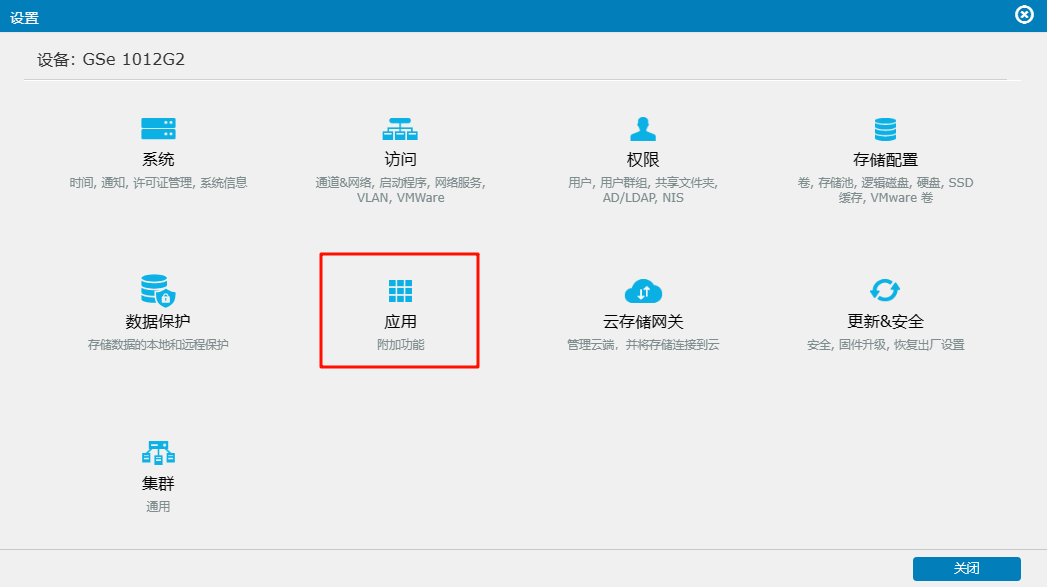 设置
设备: GSe 1012G2
系统
时间, 通知, 许可证管理, 系统信息
访问
通道&网络, 启动程序, 网络服务,
VLAN, VMWare
权限
用户, 用户群组, 共享文件夹,
AD/LDAP, NIS
存储配置
卷, 存储池, 逻辑磁盘, 硬盘, SSD
缓存, VMware 卷
数据保护
存储数据的本地和远程保护
应用
附加功能
云存储网关
管理云端，并将存储连接到云
更新&安全
安全, 固件升级, 恢复出厂设置
集群
通用
关闭